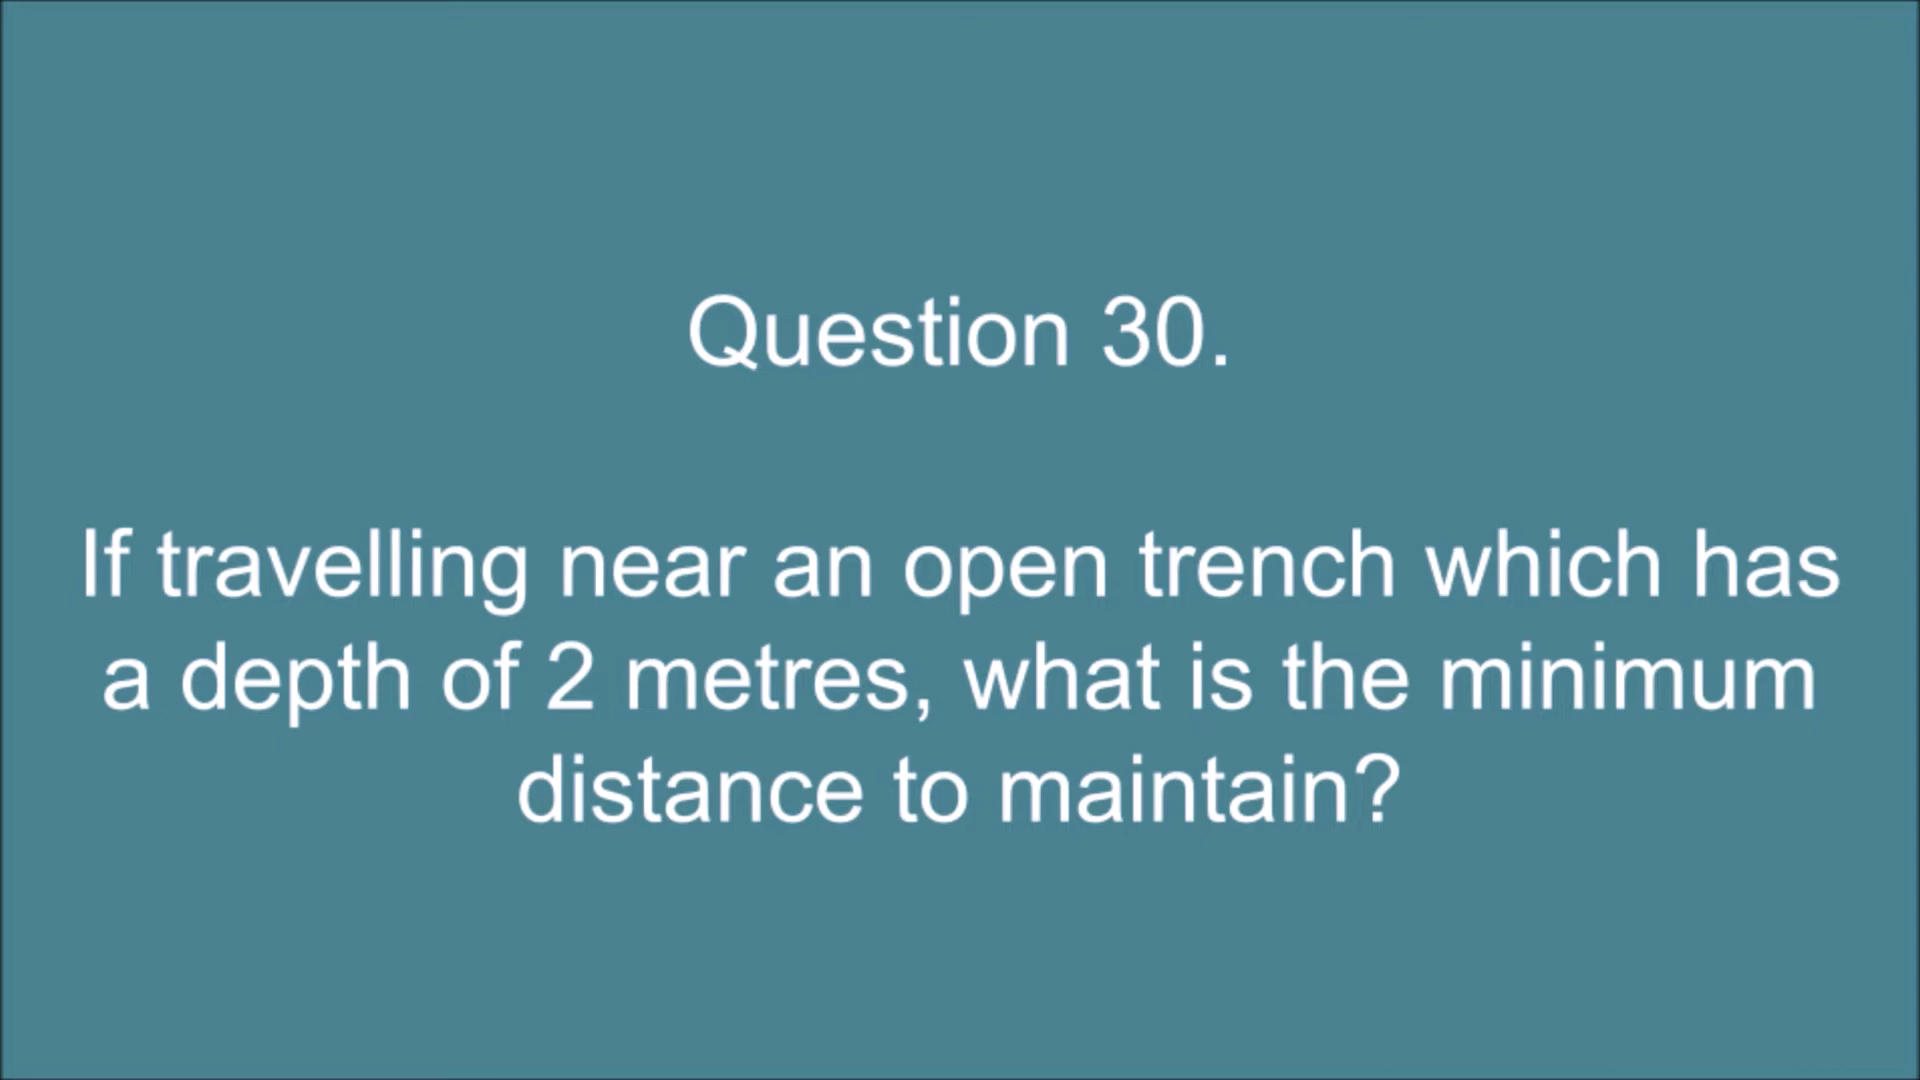 Question 30.
If travelling near an open trench which has
a depth of 2 metres, what is the minimum
distance to maintain?